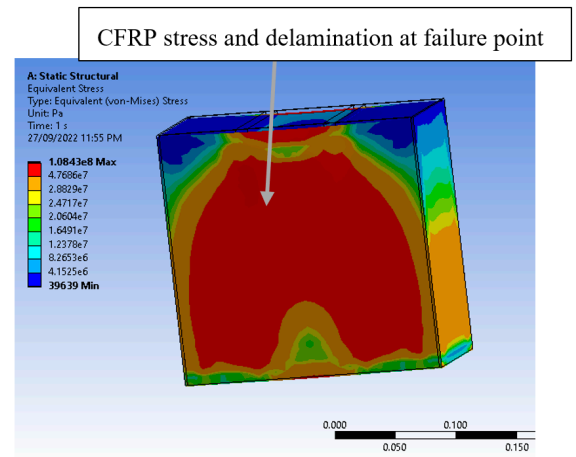 CFRP stress and delamination at failure point
A: Static Structural
Equivalent Stress
Type: Equivalent (von-Mises) Stress
Unit: Pa
Time: 1 s
27/09/2022 11:55 PM
1.0843e8 Max
4.7686e7
2.8829e7
2.4717e7
2.0604e7
1.6491e7
1.2378e7
8.2653e6
4.1525e6
39639 Min
0.000 0.100
0.050 0.150